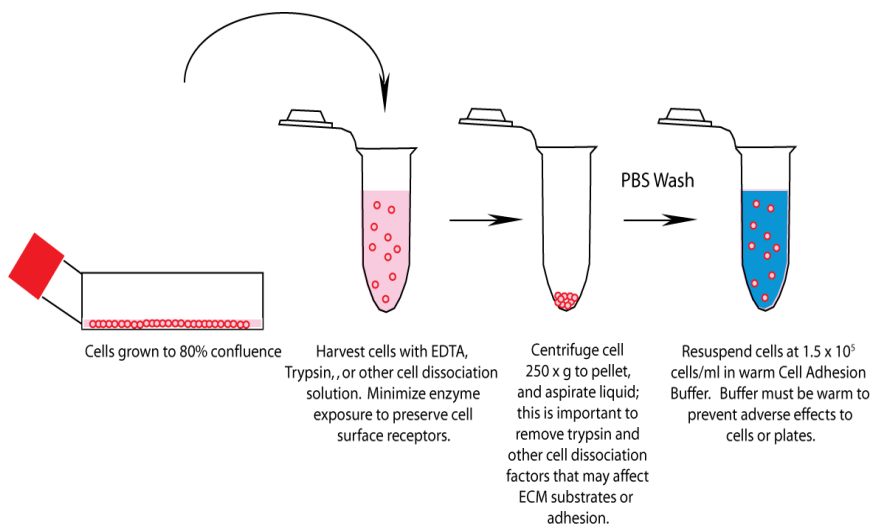 PBS Wash
Cells grown to 80% confluence
Harvest cells with EDTA,
Trypsin,, or other cell dissociation
solution. Minimize enzyme
exposure to preserve cell
surface receptors.
Centrifuge cell
250 x g to pellet,
and aspirate liquid;
this is important to
remove trypsin and
other cell dissociation
factors that may affect
ECM substrates or
adhesion.
Resuspend cells at 1.5 x 10⁵
cells/ml in warm Cell Adhesion
Buffer. Buffer must be warm to
prevent adverse effects to
cells or plates.